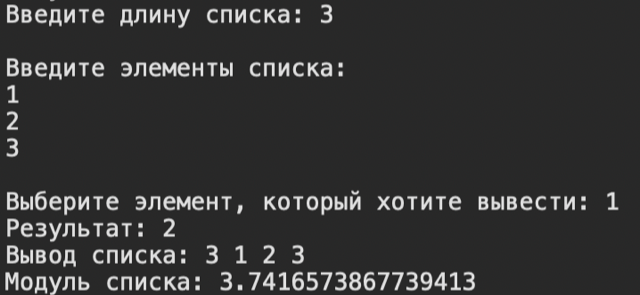 Введите длину списка: 3
Введите элементы списка:
1
2
3
Выберите элемент, который хотите вывести: 1
Результат: 2
Вывод списка: 3 1 2 3
Модуль списка: 3.7416573867739413